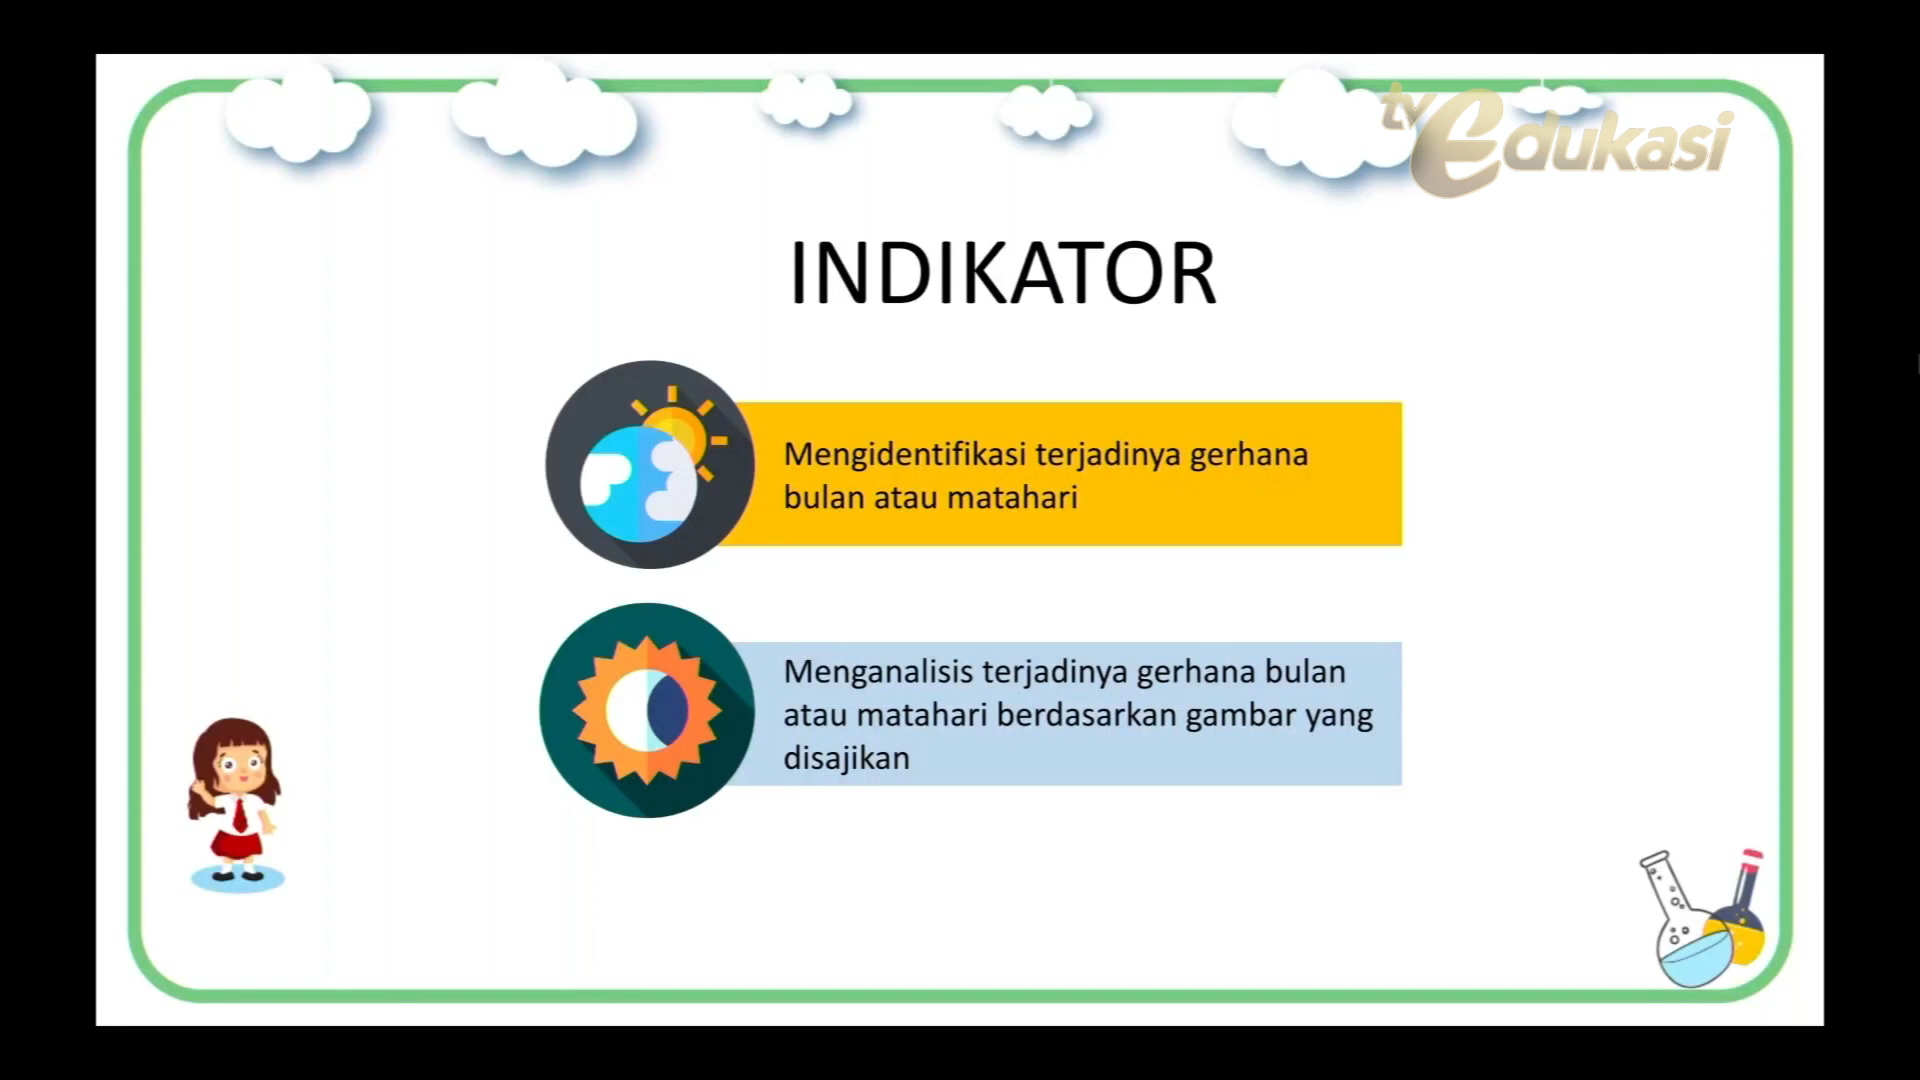 tv edukasi
INDIKATOR
Mengidentifikasi terjadinya gerhana
bulan atau matahari
Menganalisis terjadinya gerhana bulan
atau matahari berdasarkan gambar yang
disajikan